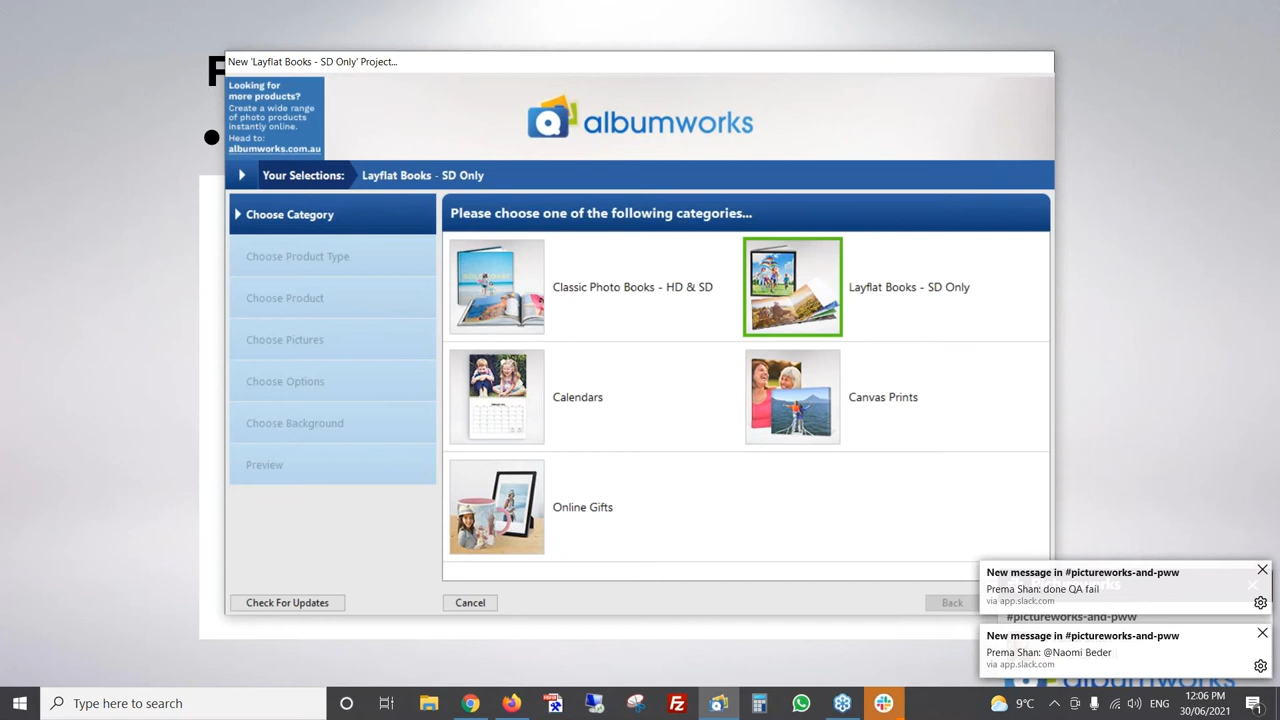 F
New 'Layflat Books - SD Only' Project...
Looking for
more products?
Create a wide range
of photo products
instantly online.
Head to:
albumworks.com.au
albumworks
Your Selections:
Layflat Books - SD Only
Choose Category
Choose Product Type
Choose Product
Choose Pictures
Choose Options
Choose Background
Preview
Please choose one of the following categories...
Classic Photo Books - HD & SD
Layflat Books - SD Only
Calendars
Canvas Prints
Online Gifts
Check For Updates
Cancel
Back
New message in #pictureworks-and-pww
Prema Shan: done QA fail
via app.slack.com
#pictureworks-and-pww
New message in #pictureworks-and-pww
Prema Shan: @Naomi Beder
via app.slack.com
albumworks
Type here to search
9°C
ENG
12:06 PM
30/06/2021
1